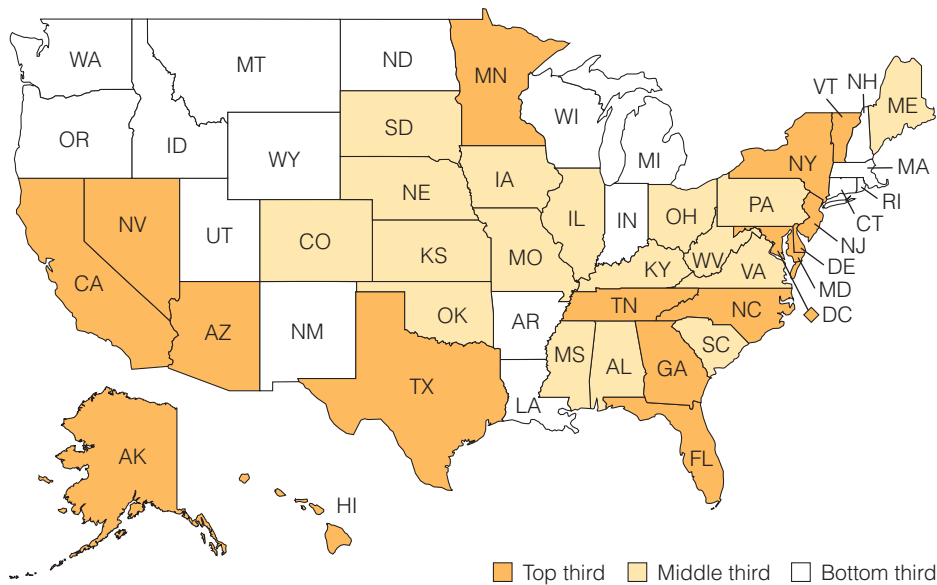 WA
MT
ND
MN
VT
NH
ME
OR
ID
SD
WI
MI
NY
MA
WY
RI
CT
NV
UT
CO
NE
IA
IL
IN
OH
PA
NJ
CA
KS
MO
KY
WV
VA
DE
MD
DC
AZ
NM
OK
AR
TN
NC
SC
TX
LA
MS
AL
GA
FL
AK
HI
Top third
Middle third
Bottom third